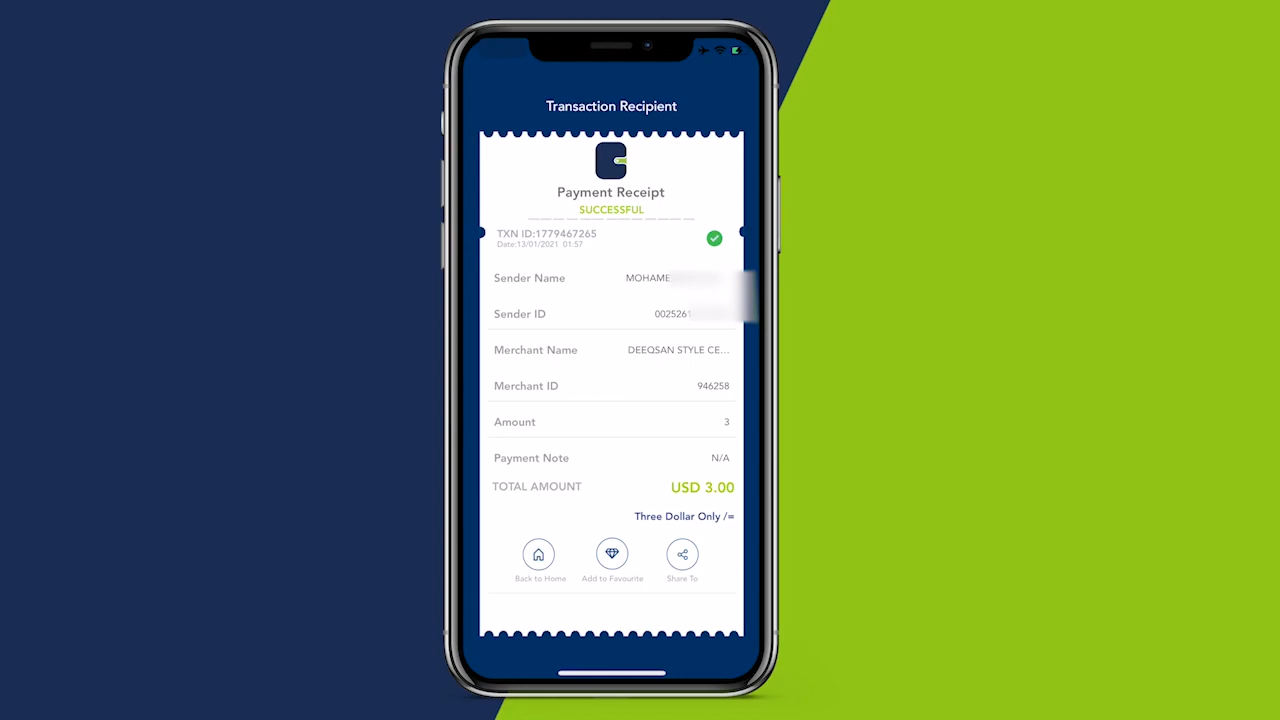 Transaction Recipient
Payment Receipt
SUCCESSFUL
TXN ID:1779467265
Date:13/01/2021 01:57
Sender Name MOHAME
Sender ID 0025261
Merchant Name DEEQSAN STYLE CE...
Merchant ID 946258
Amount 3
Payment Note N/A
TOTAL AMOUNT USD 3.00
Three Dollar Only /=
Back to Home Add to Favourite Share To